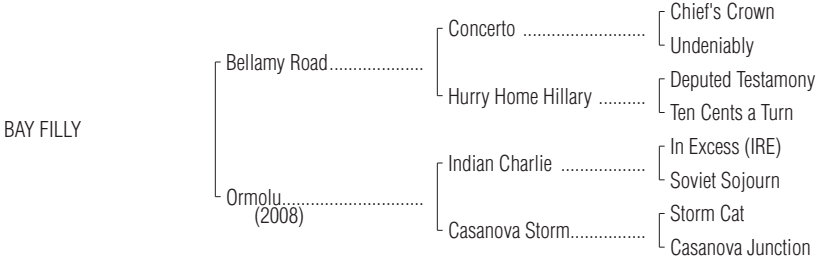 Chief's Crown
Concerto ..........................
Undeniably
Bellamy Road....................
Deputed Testamony
Hurry Home Hillary ..........
Ten Cents a Turn
BAY FILLY
In Excess (IRE)
Indian Charlie ..................
Soviet Sojourn
Ormolu..............................
(2008)
Storm Cat
Casanova Storm................
Casanova Junction